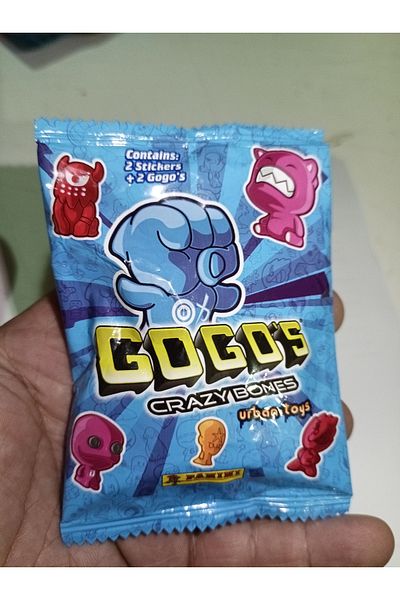 Contains:
2 Stickers
+ 2 Gogo's
GOGO'S
CRAZY BONES
urban toys
PANINI